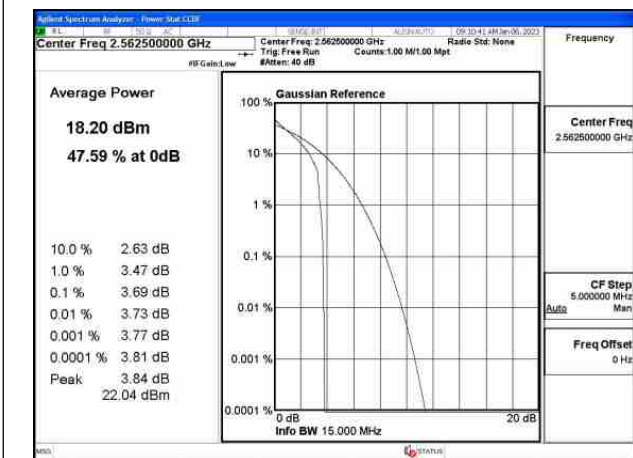 Agilent Spectrum Analyzer - Power Stat CCDF
RL RF 50 Ω AC SENSE:INT ALIGN AUTO 09:10:41 AM Jan 06, 2023
Center Freq 2.562500000 GHz
Center Freq: 2.562500000 GHz Radio Std: None
Trig: Free Run Counts:1.00 M/1.00 Mpt
#IFGain:Low #Atten: 40 dB
Frequency
Average Power
18.20 dBm
47.59 % at 0dB
10.0 % 2.63 dB
1.0 % 3.47 dB
0.1 % 3.69 dB
0.01 % 3.73 dB
0.001 % 3.77 dB
0.0001 % 3.81 dB
Peak 3.84 dB
22.04 dBm
Gaussian Reference
100 %
10 %
1 %
0.1 %
0.01 %
0.001 %
0.0001 %
0 dB 20 dB
Info BW 15.000 MHz
Center Freq
2.562500000 GHz
CF Step
5.000000 MHz
Auto Man
Freq Offset
0 Hz
MSG STATUS